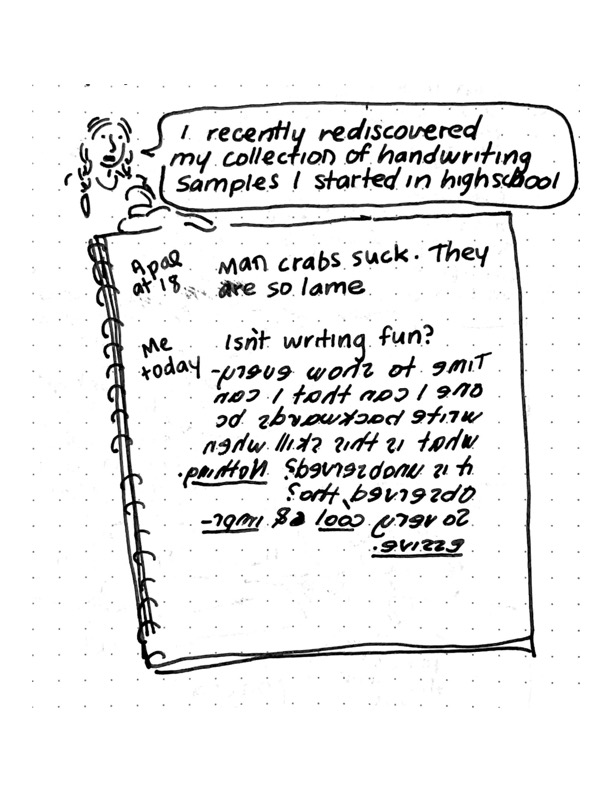 I recently rediscovered
my collection of handwriting
samples I started in highschool
A pal
at 18
Man crabs suck. They
are so lame
Me
today
Isn't writing fun?
Time to show every-
one I can that I can
write backwards bc
what is this skill when
it is unobserved? Nothing.
Observed, tho?
So very cool & impr-
essive.